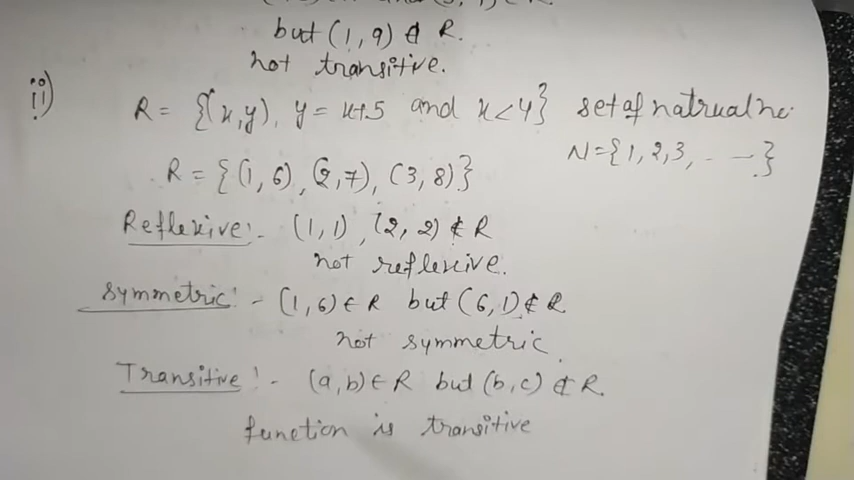 but (1, 9) ∉ R.
not transitive.
ii)
R = {(x, y), y = x+5 and x < 4} set of natrual no.
N = {1, 2, 3, . . — .}
R = {(1, 6), (2, 7), (3, 8)}
Reflexive:- (1, 1), (2, 2) ∉ R
not reflexive.
Symmetric:- (1, 6) ∈ R but (6, 1) ∉ R
not symmetric.
Transitive:- (a, b) ∈ R but (b, c) ∉ R.
function is transitive